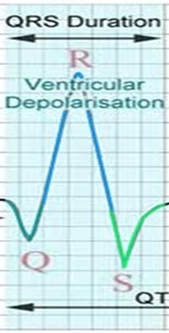 QRS Duration
R
Ventricular
Depolarisation
Q
S
QT